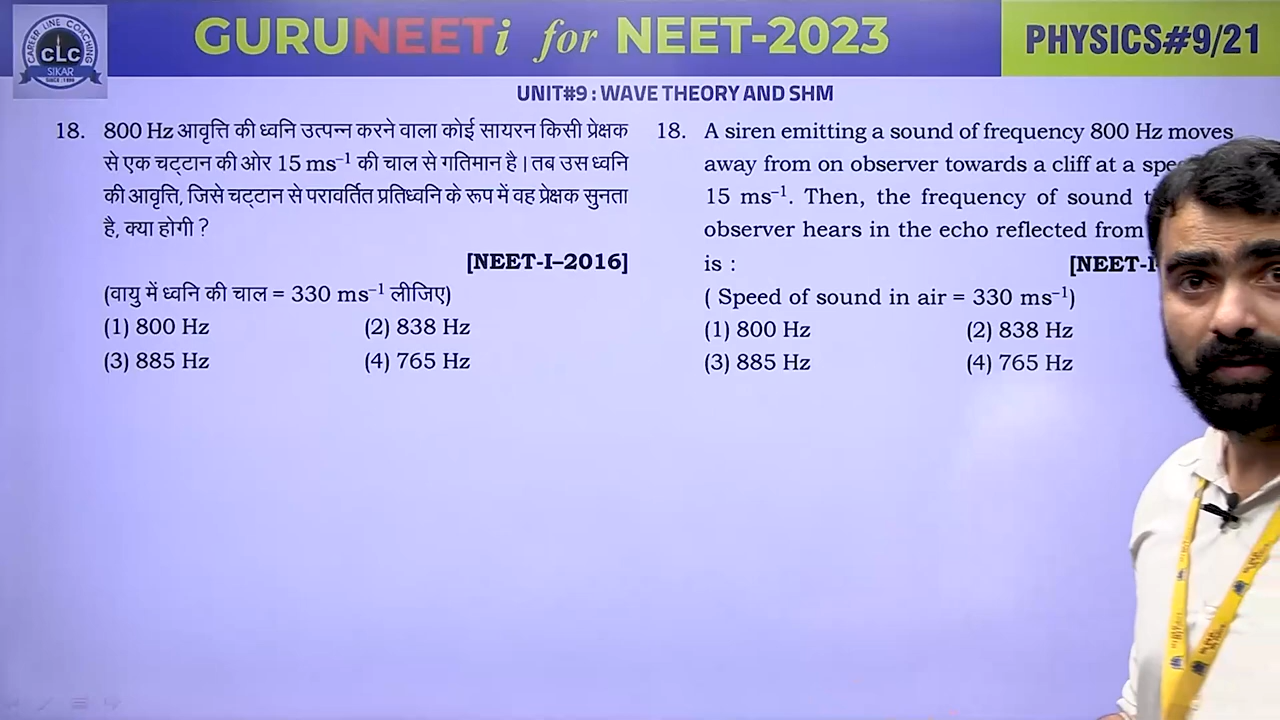 CAREER LINE COACHING
CLC
SIKAR
SINCE : 1996
GURUNEETi for NEET-2023
PHYSICS#9/21
UNIT#9 : WAVE THEORY AND SHM
18. 800 Hz आवृत्ति की ध्वनि उत्पन्न करने वाला कोई सायरन किसी प्रेक्षक
से एक चट्टान की ओर 15 ms⁻¹ की चाल से गतिमान है। तब उस ध्वनि
की आवृत्ति, जिसे चट्टान से परावर्तित प्रतिध्वनि के रूप में वह प्रेक्षक सुनता
है, क्या होगी ?
[NEET-I–2016]
(वायु में ध्वनि की चाल = 330 ms⁻¹ लीजिए)
(1) 800 Hz (2) 838 Hz
(3) 885 Hz (4) 765 Hz
18. A siren emitting a sound of frequency 800 Hz moves
away from on observer towards a cliff at a
15 ms⁻¹. Then, the frequency of sound
observer hears in the echo reflected from
is : [NEET-I
( Speed of sound in air = 330 ms⁻¹)
(1) 800 Hz (2) 838 Hz
(3) 885 Hz (4) 765 Hz